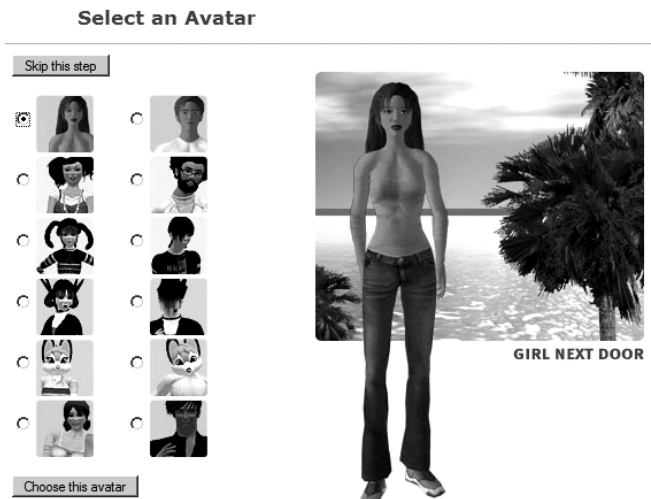 Select an Avatar
Skip this step
GIRL NEXT DOOR
Choose this avatar